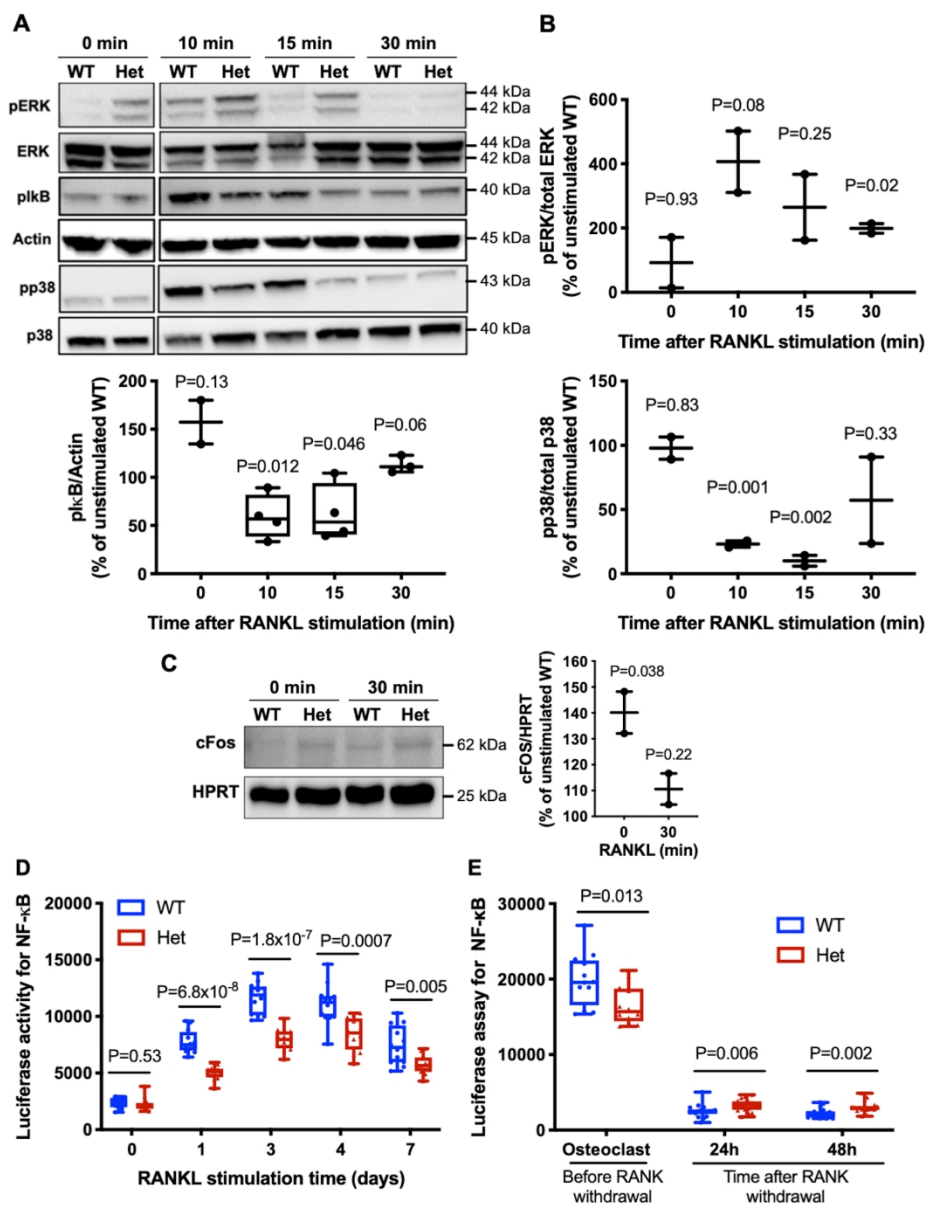 A
0 min 10 min 15 min 30 min
WT Het WT Het WT Het WT Het
pERK
44 kDa
42 kDa
ERK
44 kDa
42 kDa
pIkB
40 kDa
Actin
45 kDa
pp38
43 kDa
p38
40 kDa
pIκB/Actin
(% of unstimulated WT)
200
150
100
50
0
P=0.13
P=0.012
P=0.046
P=0.06
0 10 15 30
Time after RANKL stimulation (min)
B
pERK/total ERK
(% of unstimulated WT)
600
400
200
0
P=0.93
P=0.08
P=0.25
P=0.02
0 10 15 30
Time after RANKL stimulation (min)
pp38/total p38
(% of unstimulated WT)
150
100
50
0
P=0.83
P=0.001
P=0.002
P=0.33
0 10 15 30
Time after RANKL stimulation (min)
C
0 min 30 min
WT Het WT Het
cFos
62 kDa
HPRT
25 kDa
cFOS/HPRT
(% of unstimulated WT)
160
150
140
130
120
110
100
P=0.038
P=0.22
0 30
RANKL (min)
D
Luciferase activity for NF-κB
20000
15000
10000
5000
0
WT
Het
P=0.53
P=6.8x10-8
P=1.8x10-7
P=0.0007
P=0.005
0 1 3 4 7
RANKL stimulation time (days)
E
Luciferase assay for NF-κB
30000
20000
10000
0
P=0.013
WT
Het
P=0.006
P=0.002
Osteoclast 24h 48h
Before RANK
withdrawal
Time after RANK
withdrawal